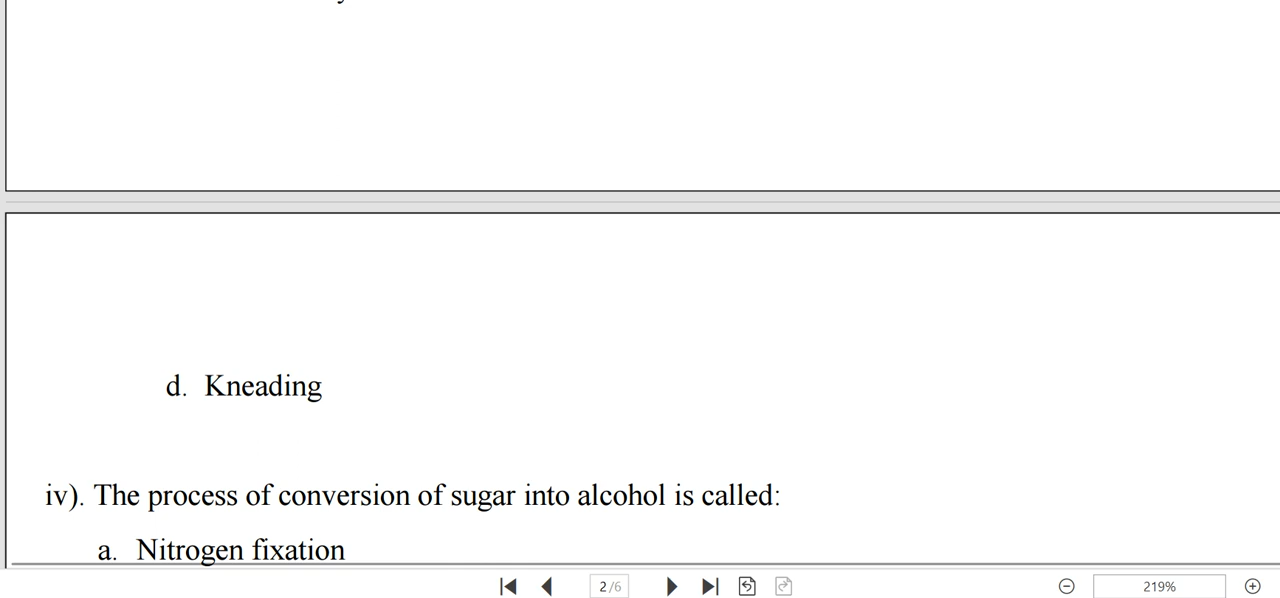 d. Kneading
iv). The process of conversion of sugar into alcohol is called:
a. Nitrogen fixation
2/6
219%